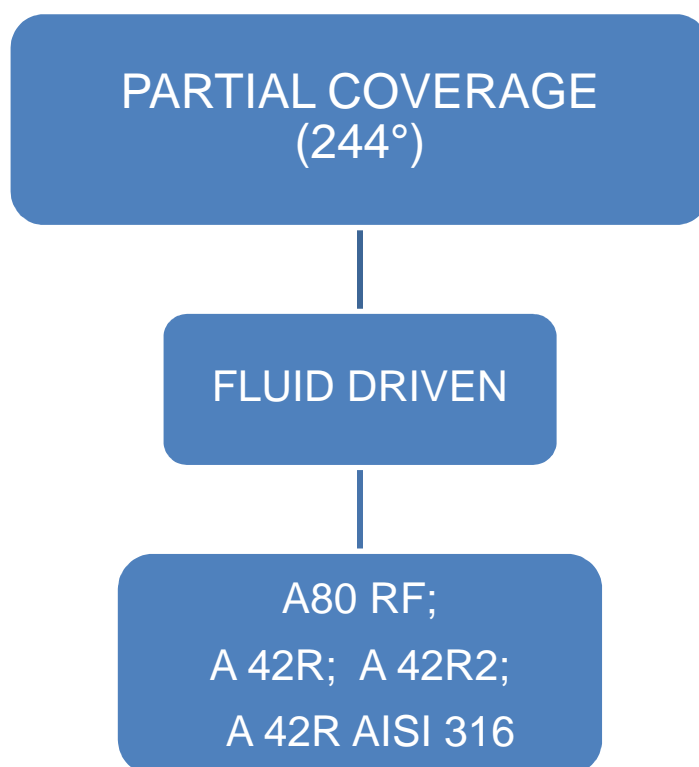 PARTIAL COVERAGE
(244°)
FLUID DRIVEN
A80 RF;
A 42R; A 42R2;
A 42R AISI 316